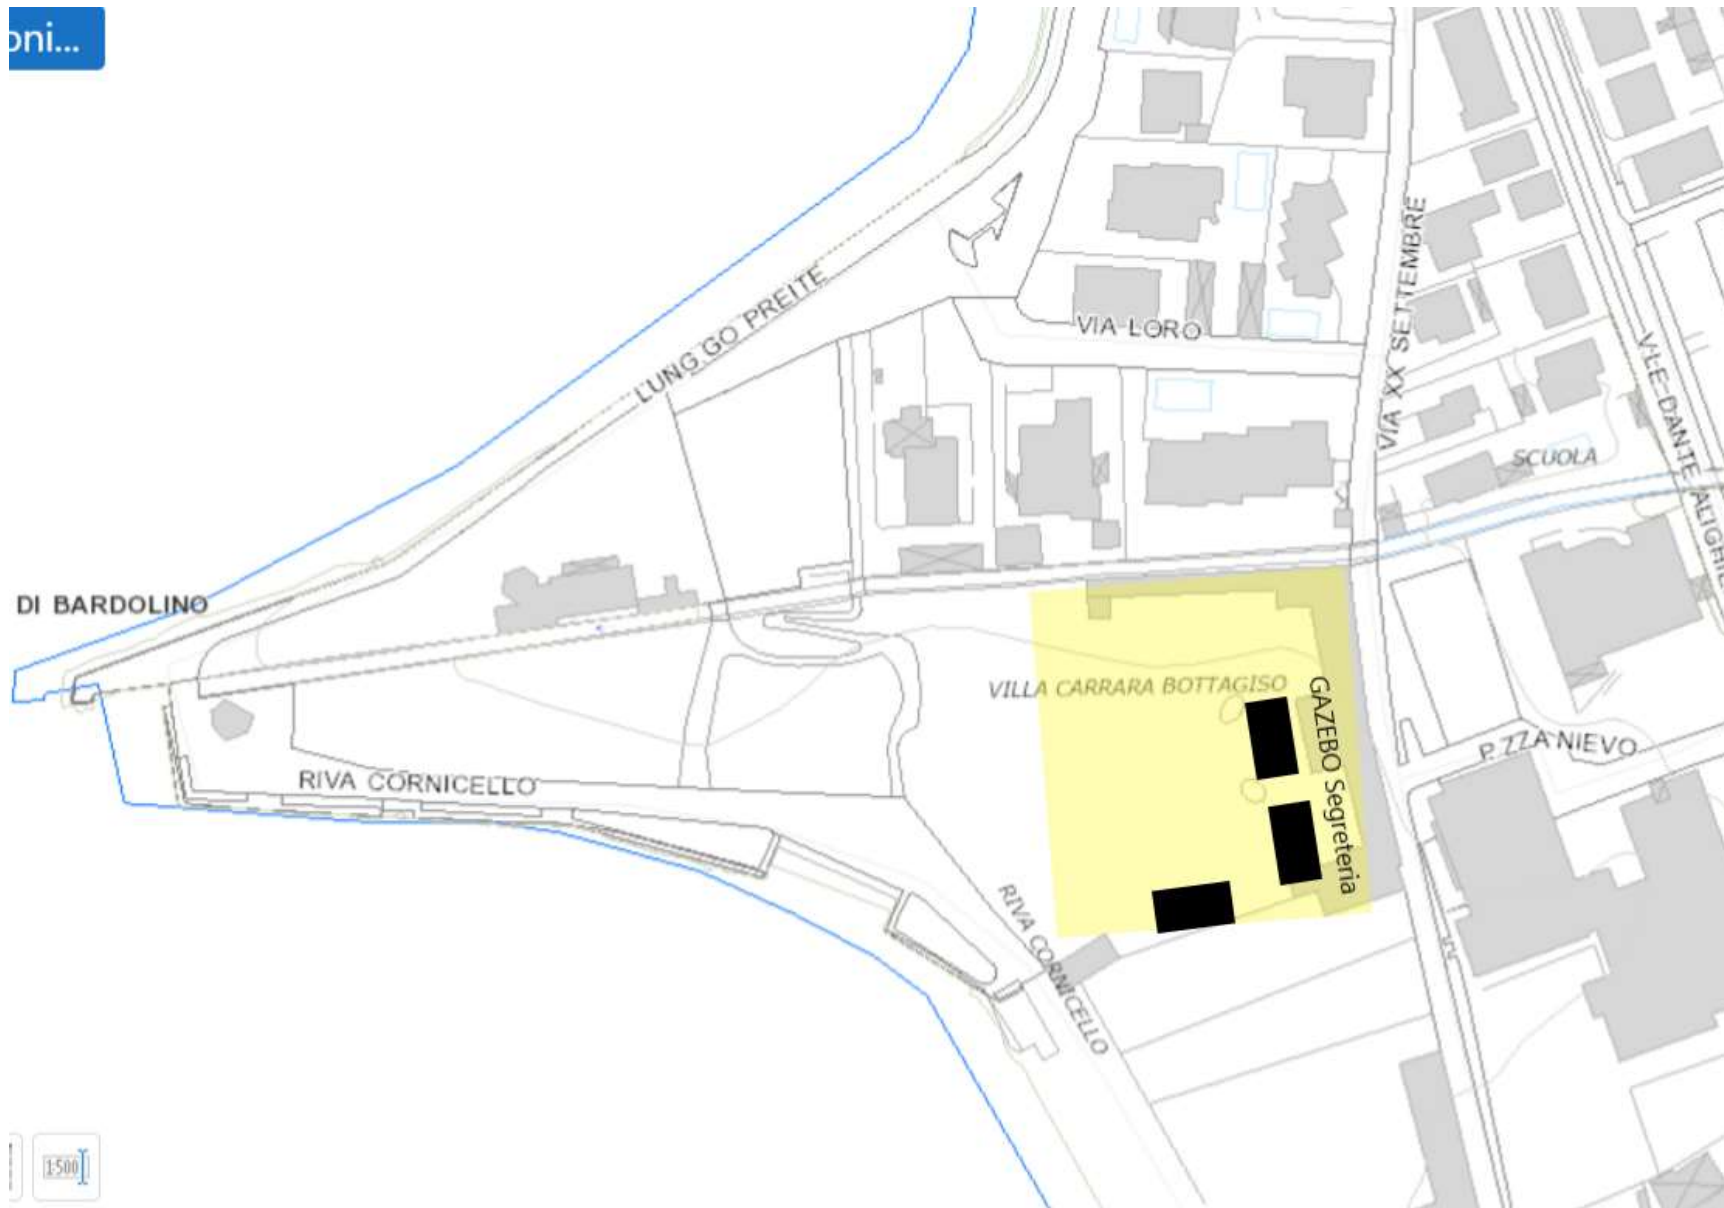 oni...
LUNG GO PREITE
VIA LORO
VIA XX SETTEMBRE
V.LE DANTE ALIGHIE
SCUOLA
DI BARDOLINO
VILLA CARRARA BOTTAGISO
GAZEBO Segreteria
P.ZZA NIEVO
RIVA CORNICELLO
RIVA CORNICELLO
1:500